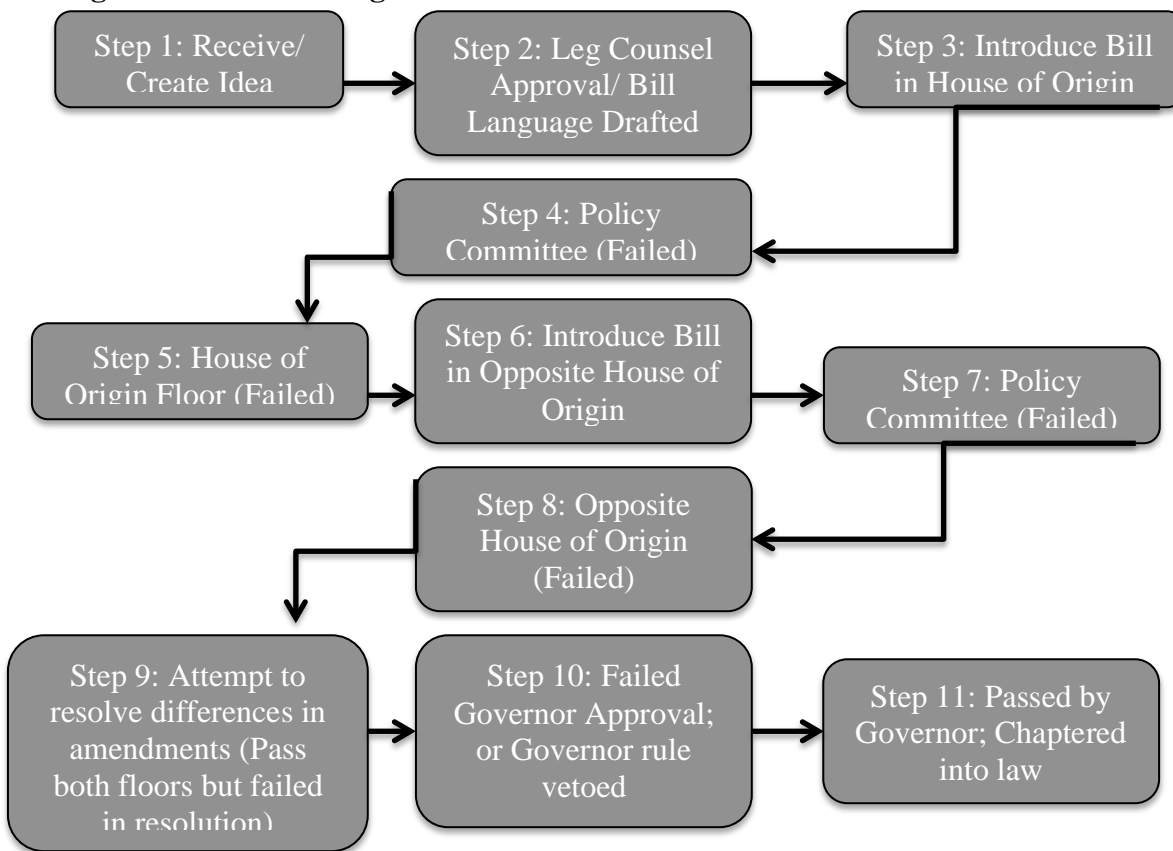 Step 1: Receive/
Create Idea
Step 2: Leg Counsel
Approval/ Bill
Language Drafted
Step 3: Introduce Bill
in House of Origin
Step 4: Policy
Committee (Failed)
Step 5: House of
Origin Floor (Failed)
Step 6: Introduce Bill
in Opposite House of
Origin
Step 7: Policy
Committee (Failed)
Step 8: Opposite
House of Origin
(Failed)
Step 9: Attempt to
resolve differences in
amendments (Pass
both floors but failed
in resolution)
Step 10: Failed
Governor Approval;
or Governor rule
vetoed
Step 11: Passed by
Governor; Chaptered
into law